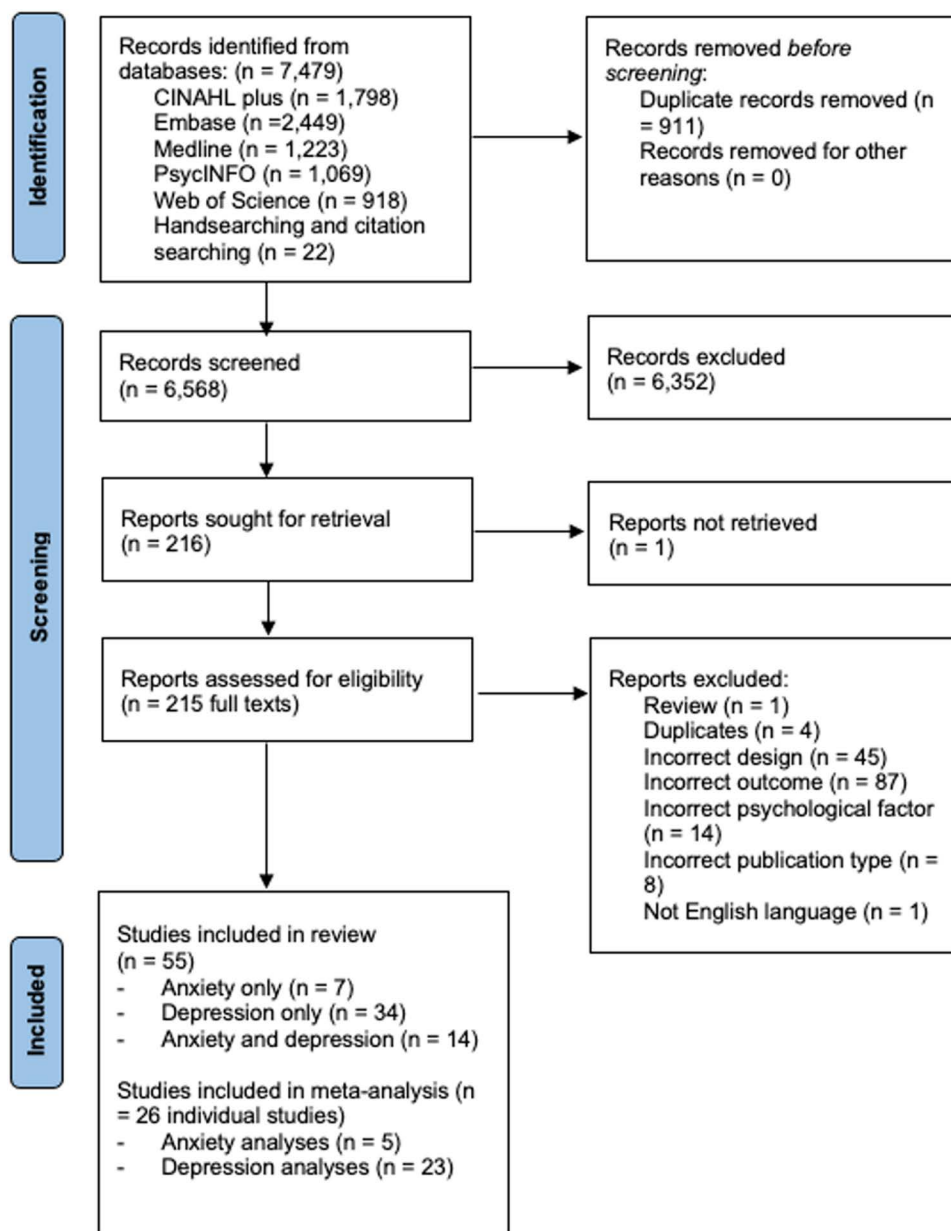 Identification
Records identified from
databases: (n = 7,479)
CINAHL plus (n = 1,798)
Embase (n =2,449)
Medline (n = 1,223)
PsycINFO (n = 1,069)
Web of Science (n = 918)
Handsearching and citation
searching (n = 22)
Records removed before
screening:
Duplicate records removed (n
= 911)
Records removed for other
reasons (n = 0)
Screening
Records screened
(n = 6,568)
Records excluded
(n = 6,352)
Reports sought for retrieval
(n = 216)
Reports not retrieved
(n = 1)
Reports assessed for eligibility
(n = 215 full texts)
Reports excluded:
Review (n = 1)
Duplicates (n = 4)
Incorrect design (n = 45)
Incorrect outcome (n = 87)
Incorrect psychological factor
(n = 14)
Incorrect publication type (n =
8)
Not English language (n = 1)
Included
Studies included in review
(n = 55)
- Anxiety only (n = 7)
- Depression only (n = 34)
- Anxiety and depression (n = 14)
Studies included in meta-analysis (n
= 26 individual studies)
- Anxiety analyses (n = 5)
- Depression analyses (n = 23)